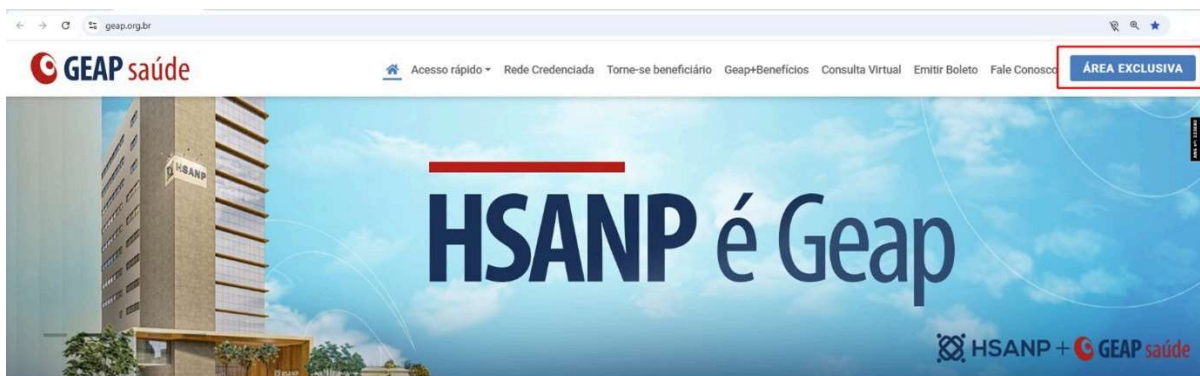 geap.org.br
GEAP saúde
Acesso rápido Rede Credenciada Torne-se beneficiário Geap+Benefícios Consulta Virtual Emitir Boleto Fale Conosco ÁREA EXCLUSIVA
HSANP
HSANP é Geap
HSANP + GEAP saúde